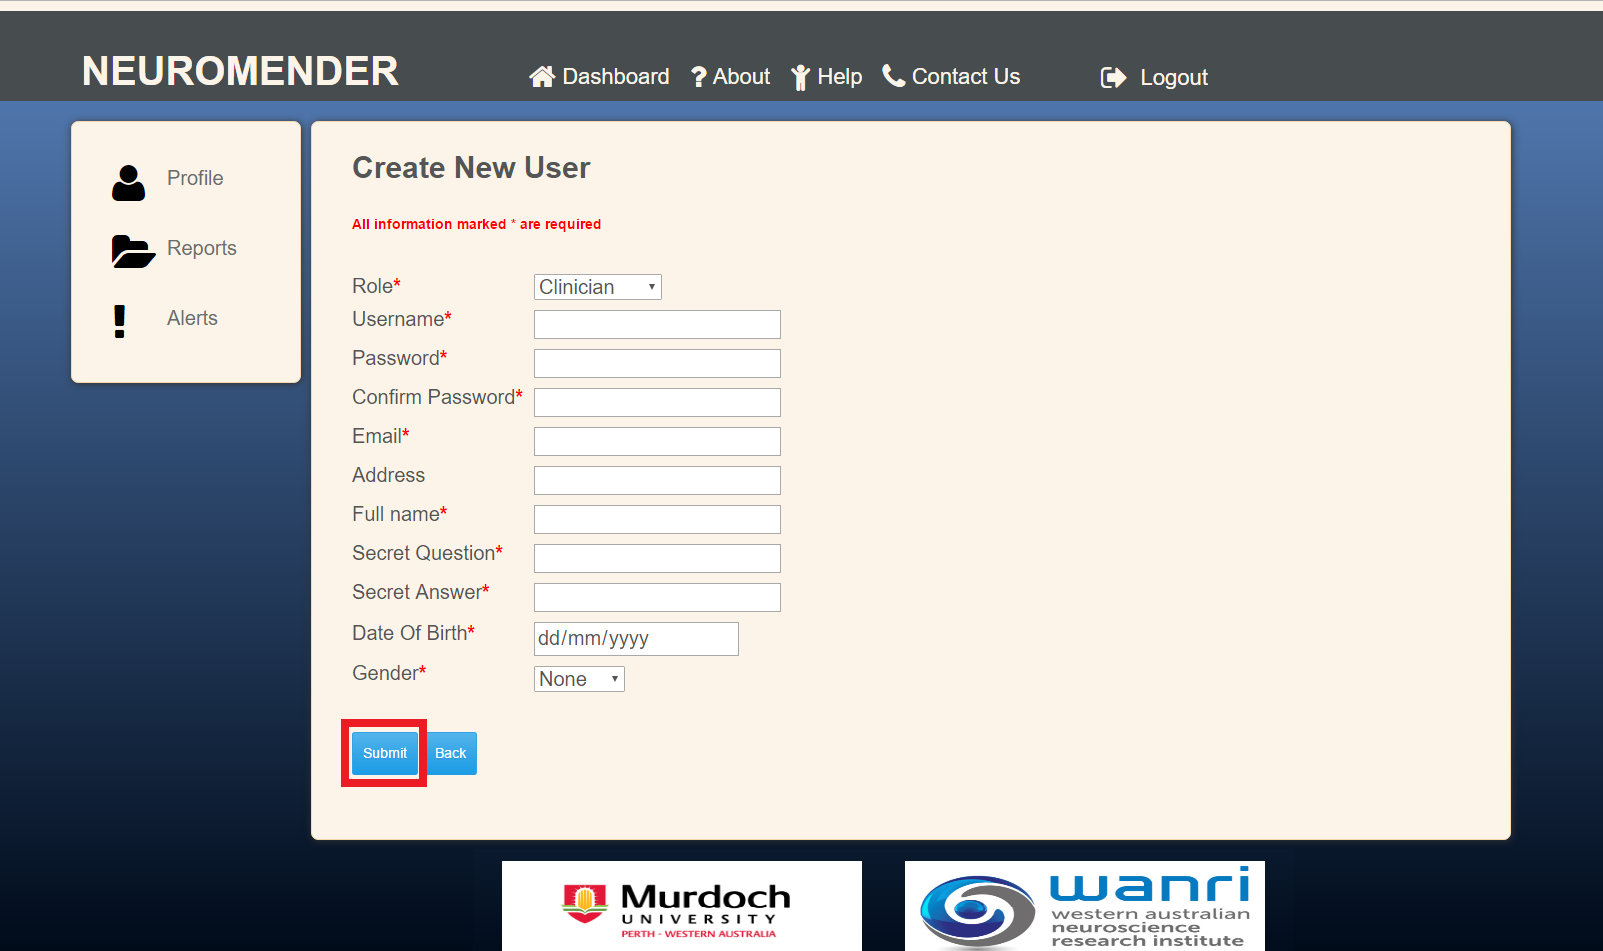 NEUROMENDER
Dashboard
About
Help
Contact Us
Logout
Profile
Reports
Alerts
Create New User
All information marked * are required
Role* Clinician
Username*
Password*
Confirm Password*
Email*
Address
Full name*
Secret Question*
Secret Answer*
Date Of Birth* dd/mm/yyyy
Gender* None
Submit Back
Murdoch
UNIVERSITY
PERTH - WESTERN AUSTRALIA
wanri
western australian
neuroscience
research institute